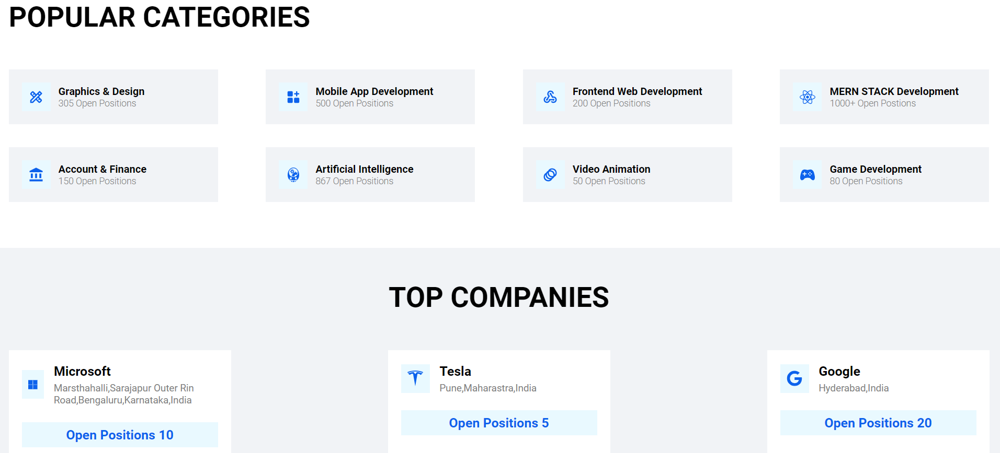 POPULAR CATEGORIES
Graphics & Design
305 Open Positions
Mobile App Development
500 Open Positions
Frontend Web Development
200 Open Positions
MERN STACK Development
1000+ Open Postions
Account & Finance
150 Open Positions
Artificial Intelligence
867 Open Positions
Video Animation
50 Open Positions
Game Development
80 Open Positions
TOP COMPANIES
Microsoft
Marsthahalli,Sarajapur Outer Rin
Road,Bengaluru,Karnataka,India
Open Positions 10
Tesla
Pune,Maharastra,India
Open Positions 5
Google
Hyderabad,India
Open Positions 20